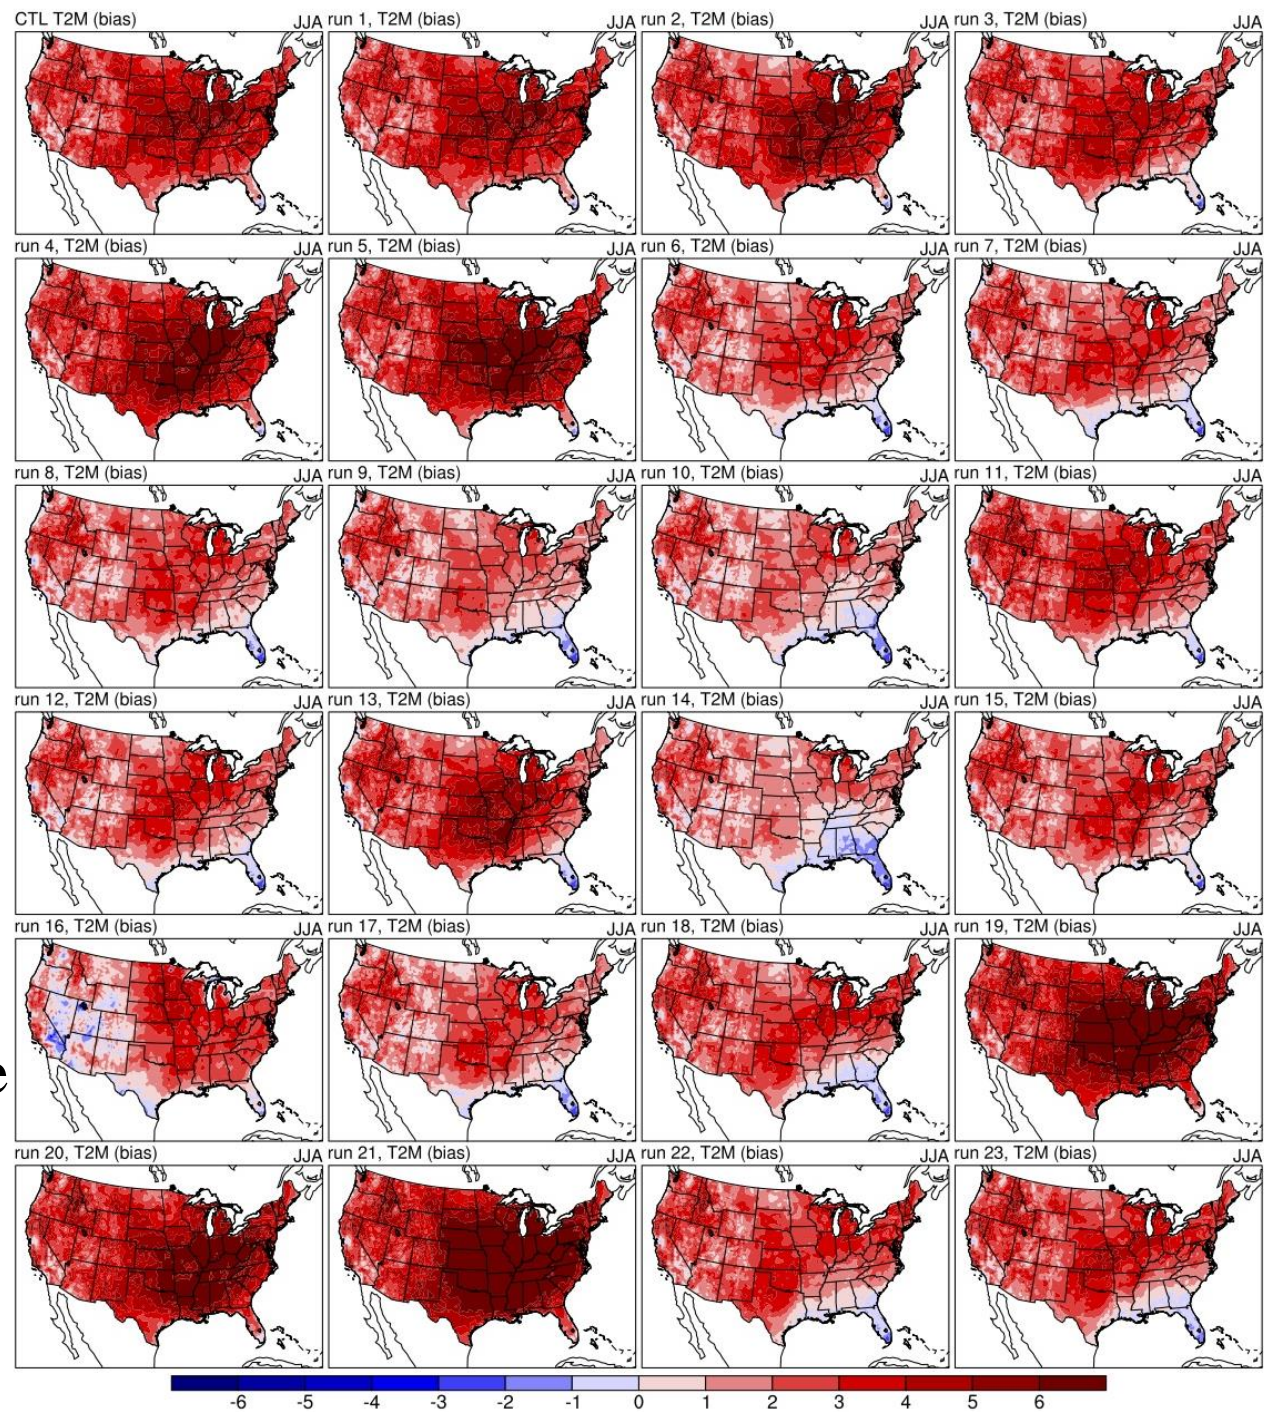 CTL T2M (bias) JJA run 1, T2M (bias) JJA run 2, T2M (bias) JJA run 3, T2M (bias) JJA
run 4, T2M (bias) JJA run 5, T2M (bias) JJA run 6, T2M (bias) JJA run 7, T2M (bias) JJA
run 8, T2M (bias) JJA run 9, T2M (bias) JJA run 10, T2M (bias) JJA run 11, T2M (bias) JJA
run 12, T2M (bias) JJA run 13, T2M (bias) JJA run 14, T2M (bias) JJA run 15, T2M (bias) JJA
run 16, T2M (bias) JJA run 17, T2M (bias) JJA run 18, T2M (bias) JJA run 19, T2M (bias) JJA
e
run 20, T2M (bias) JJA run 21, T2M (bias) JJA run 22, T2M (bias) JJA run 23, T2M (bias) JJA
-6 -5 -4 -3 -2 -1 0 1 2 3 4 5 6